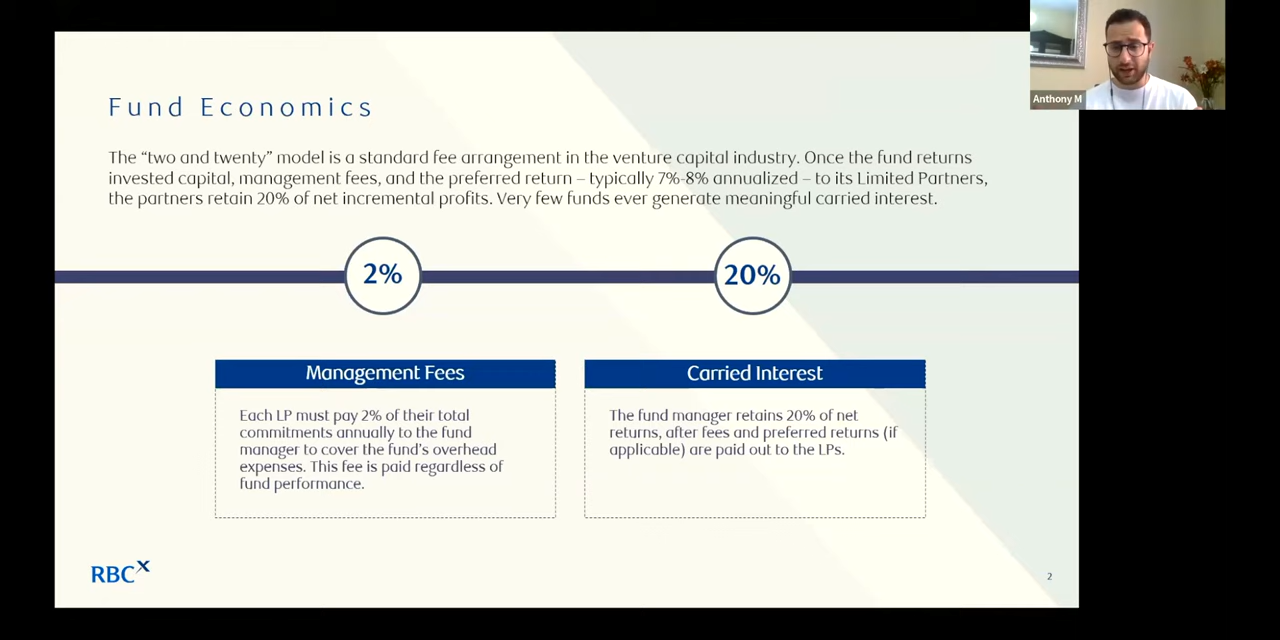 Anthony M
Fund Economics
The “two and twenty” model is a standard fee arrangement in the venture capital industry. Once the fund returns
invested capital, management fees, and the preferred return – typically 7%-8% annualized – to its Limited Partners,
the partners retain 20% of net incremental profits. Very few funds ever generate meaningful carried interest.
2%
20%
Management Fees
Each LP must pay 2% of their total
commitments annually to the fund
manager to cover the fund’s overhead
expenses. This fee is paid regardless of
fund performance.
Carried Interest
The fund manager retains 20% of net
returns, after fees and preferred returns (if
applicable) are paid out to the LPs.
RBCX
2